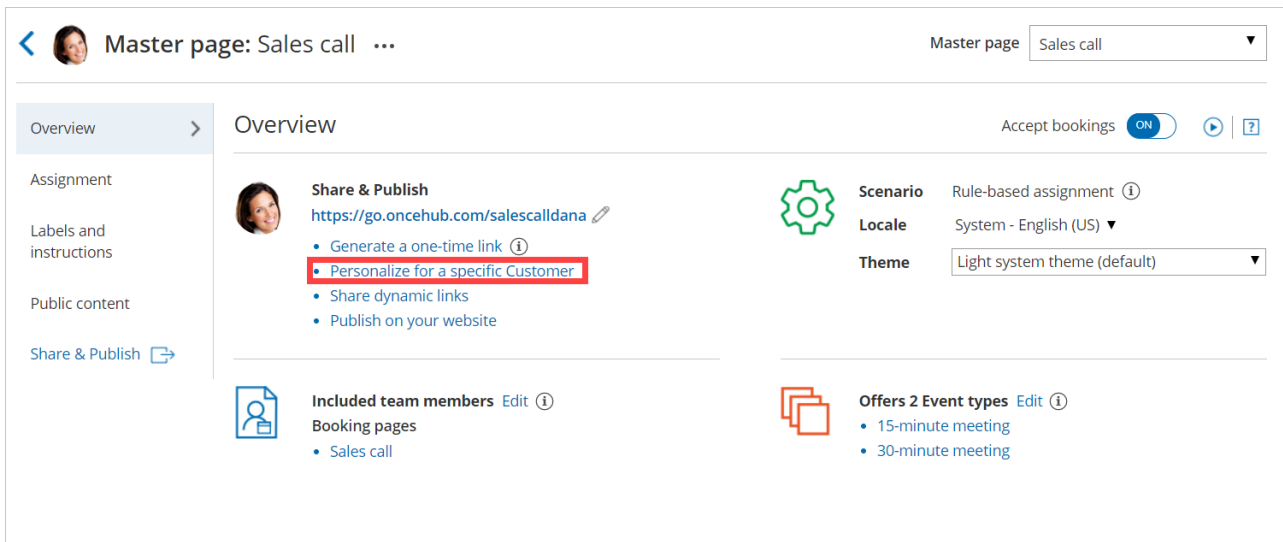 Master page: Sales call ...
Master page Sales call
Overview
Assignment
Labels and
instructions
Public content
Share & Publish
Overview
Accept bookings ON
?
Share & Publish
https://go.oncehub.com/salescalldana
• Generate a one-time link i
• Personalize for a specific Customer
• Share dynamic links
• Publish on your website
Scenario Rule-based assignment i
Locale System - English (US)
Theme Light system theme (default)
Included team members Edit i
Booking pages
• Sales call
Offers 2 Event types Edit i
• 15-minute meeting
• 30-minute meeting